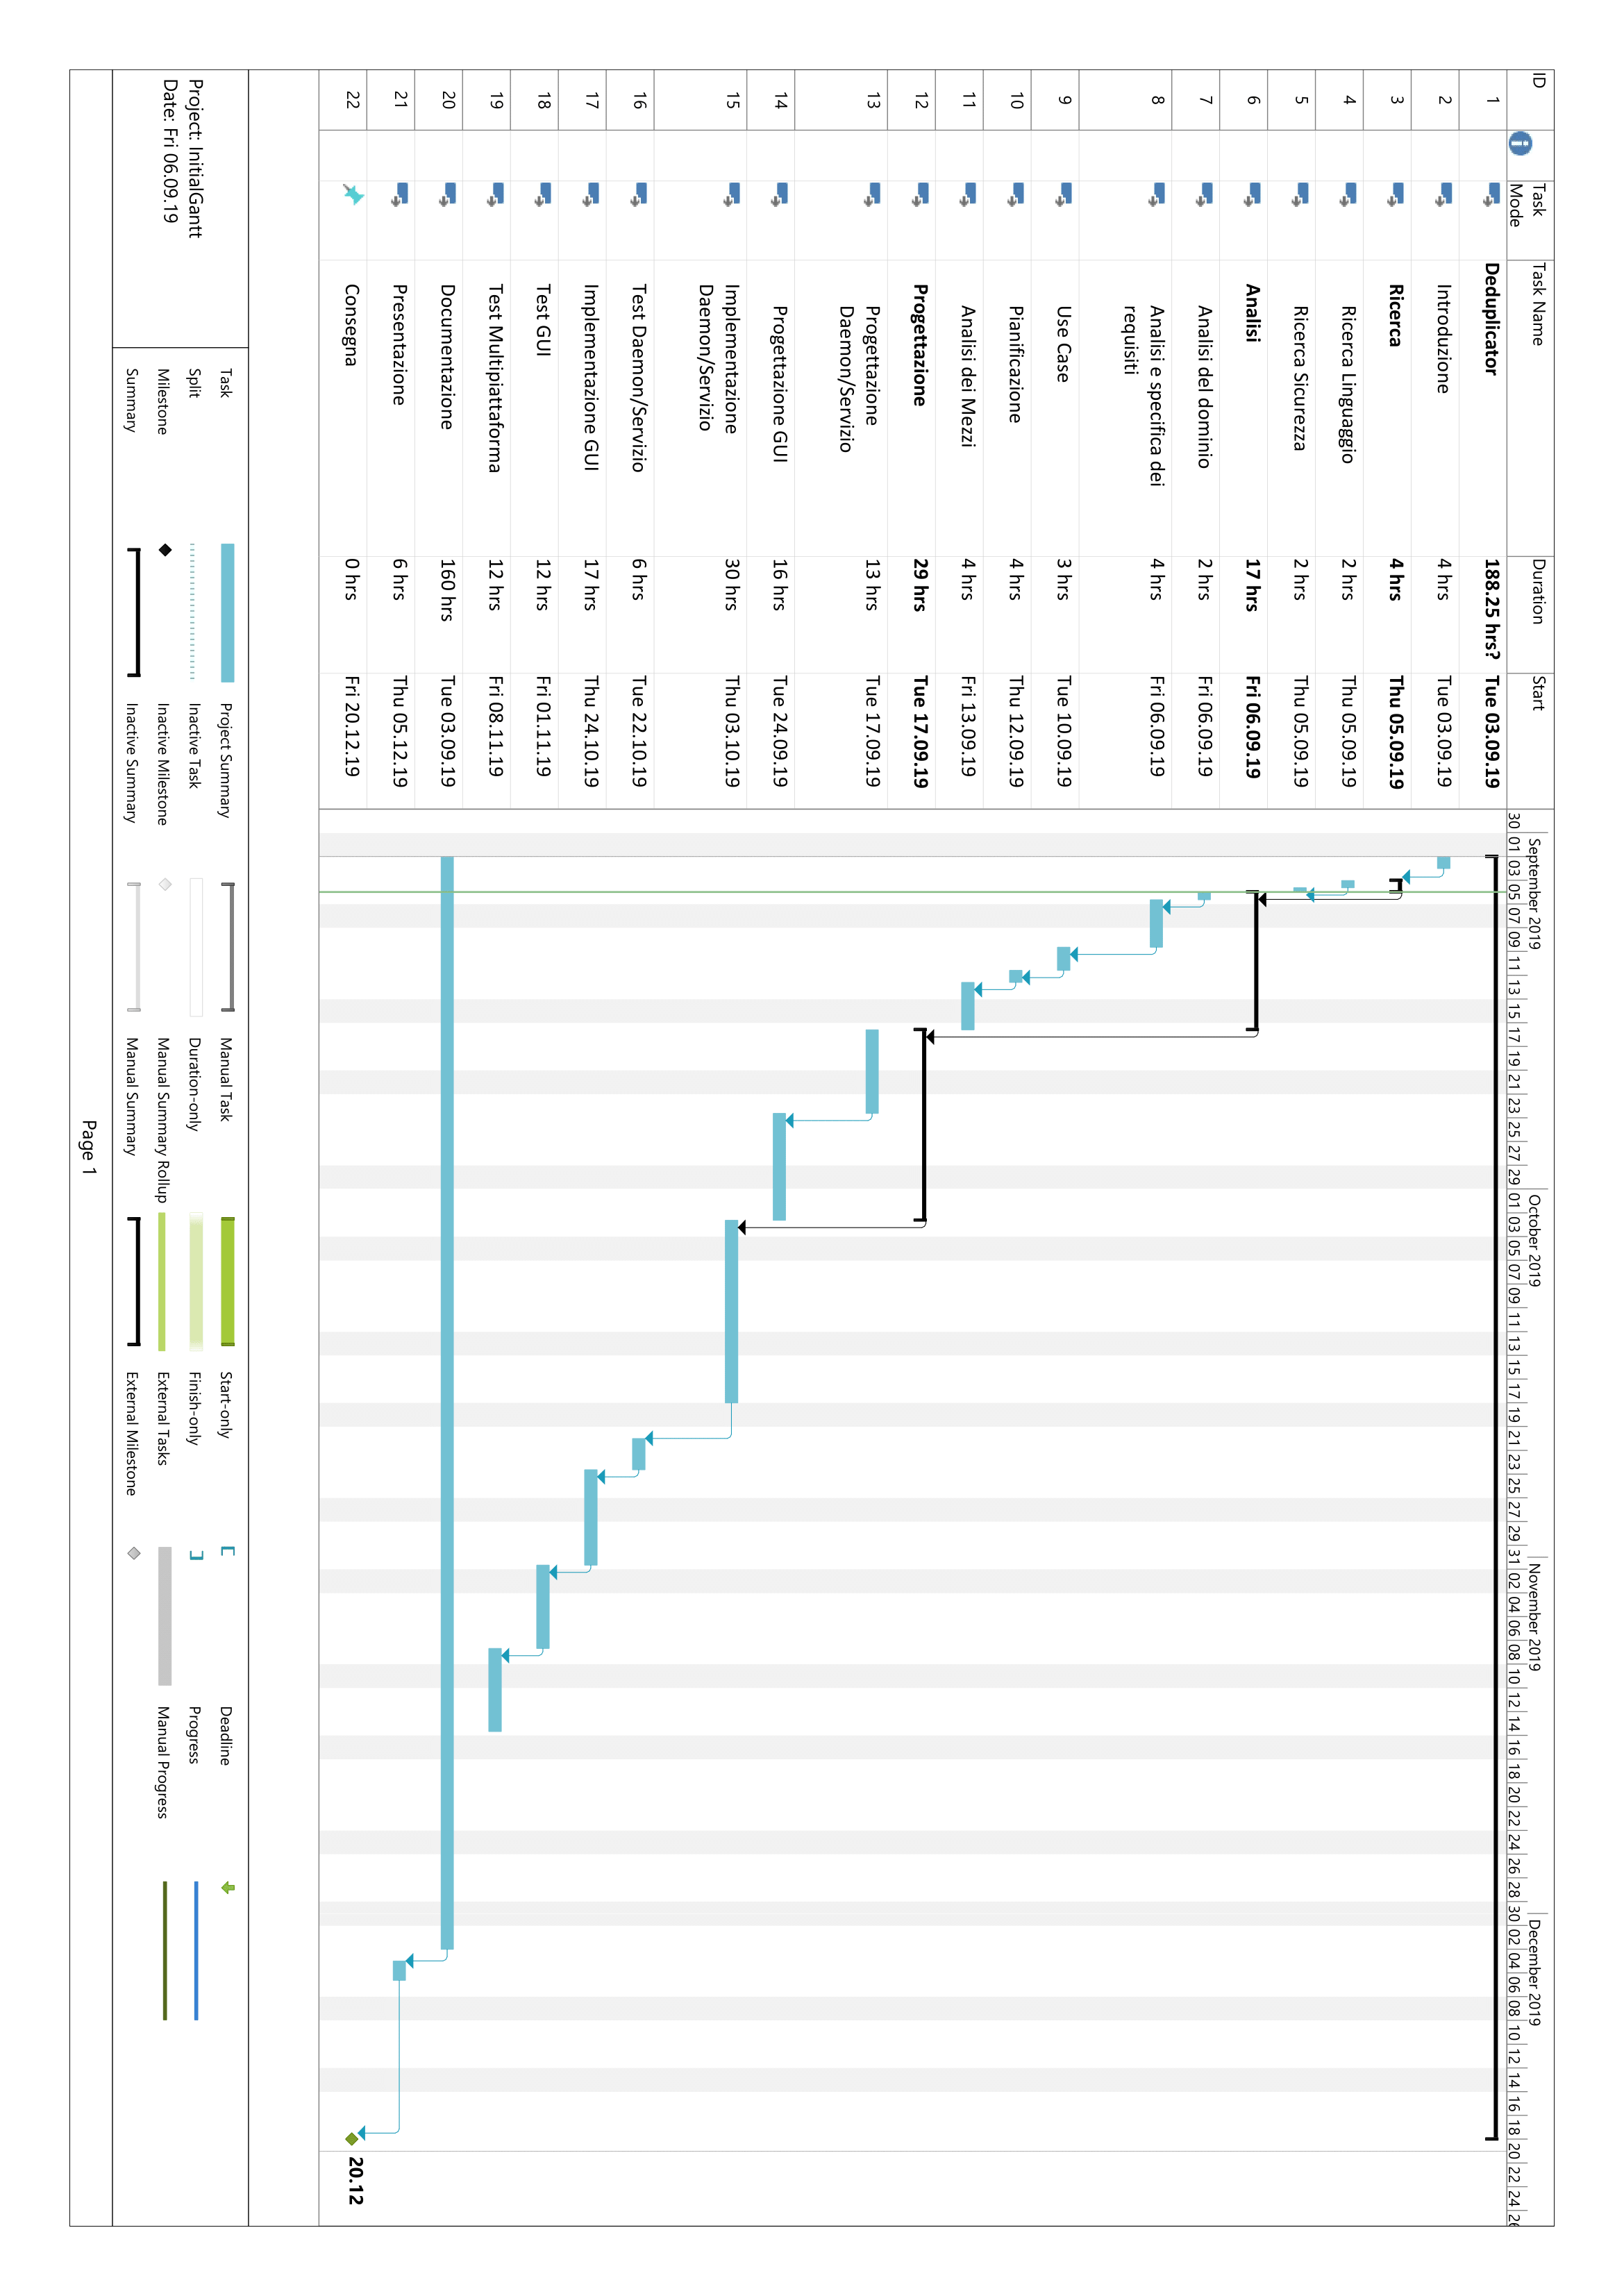 ID Task Mode Task Name Duration Start
September 2019 October 2019 November 2019 December 2019
30 01 03 05 07 09 11 13 15 17 19 21 23 25 27 29 01 03 05 07 09 11 13 15 17 19 21 23 25 27 29 31 02 04 06 08 10 12 14 16 18 20 22 24 26 28 30 02 04 06 08 10 12 14 16 18 20 22 24 26
1 Deduplicator 188.25 hrs? Tue 03.09.19
2 Introduzione 4 hrs Tue 03.09.19
3 Ricerca 4 hrs Thu 05.09.19
4 Ricerca Linguaggio 2 hrs Thu 05.09.19
5 Ricerca Sicurezza 2 hrs Thu 05.09.19
6 Analisi 17 hrs Fri 06.09.19
7 Analisi del dominio 2 hrs Fri 06.09.19
8 Analisi e specifica dei 4 hrs Fri 06.09.19
requisiti
9 Use Case 3 hrs Tue 10.09.19
10 Pianificazione 4 hrs Thu 12.09.19
11 Analisi dei Mezzi 4 hrs Fri 13.09.19
12 Progettazione 29 hrs Tue 17.09.19
13 Progettazione 13 hrs Tue 17.09.19
Daemon/Servizio
14 Progettazione GUI 16 hrs Tue 24.09.19
15 Implementazione 30 hrs Thu 03.10.19
Daemon/Servizio
16 Test Daemon/Servizio 6 hrs Tue 22.10.19
17 Implementazione GUI 17 hrs Thu 24.10.19
18 Test GUI 12 hrs Fri 01.11.19
19 Test Multipiattaforma 12 hrs Fri 08.11.19
20 Documentazione 160 hrs Tue 03.09.19
21 Presentazione 6 hrs Thu 05.12.19
22 Consegna 0 hrs Fri 20.12.19 20.12
Project: InitialGantt
Date: Fri 06.09.19
Task Project Summary Manual Task Start-only Deadline
Split Inactive Task Duration-only Finish-only Progress
Milestone Inactive Milestone Manual Summary Rollup External Tasks Manual Progress
Summary Inactive Summary Manual Summary External Milestone
Page 1